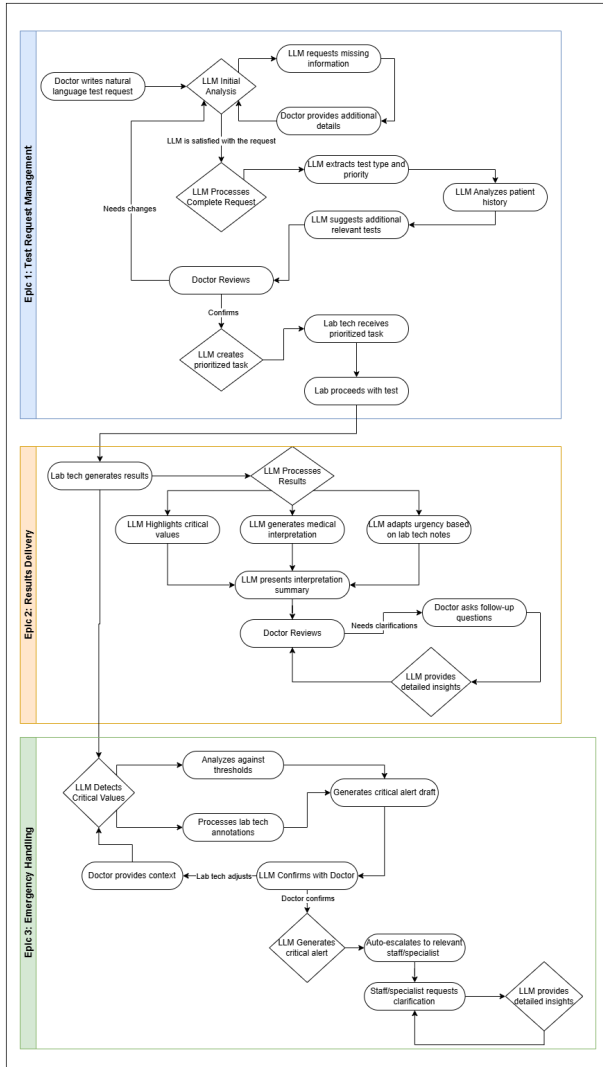 Epic 1: Test Request Management
Doctor writes natural
language test request
LLM Initial
Analysis
LLM requests missing
information
Doctor provides additional
details
LLM is satisfied with the request
LLM Processes
Complete Request
LLM extracts test type and
priority
LLM Analyzes patient
history
LLM suggests additional
relevant tests
Needs changes
Doctor Reviews
Confirms
LLM creates
prioritized task
Lab tech receives
prioritized task
Lab proceeds with test
Epic 2: Results Delivery
Lab tech generates results
LLM Processes
Results
LLM Highlights critical
values
LLM generates medical
interpretation
LLM adapts urgency based
on lab tech notes
LLM presents interpretation
summary
Doctor Reviews
Needs clarifications
Doctor asks follow-up
questions
LLM provides
detailed insights
Epic 3: Emergency Handling
LLM Detects
Critical Values
Analyzes against
thresholds
Processes lab tech
annotations
Generates critical alert draft
Doctor provides context
Lab tech adjusts
LLM Confirms with Doctor
Doctor confirms
LLM Generates
critical alert
Auto-escalates to relevant
staff/specialist
Staff/specialist requests
clarification
LLM provides
detailed insights